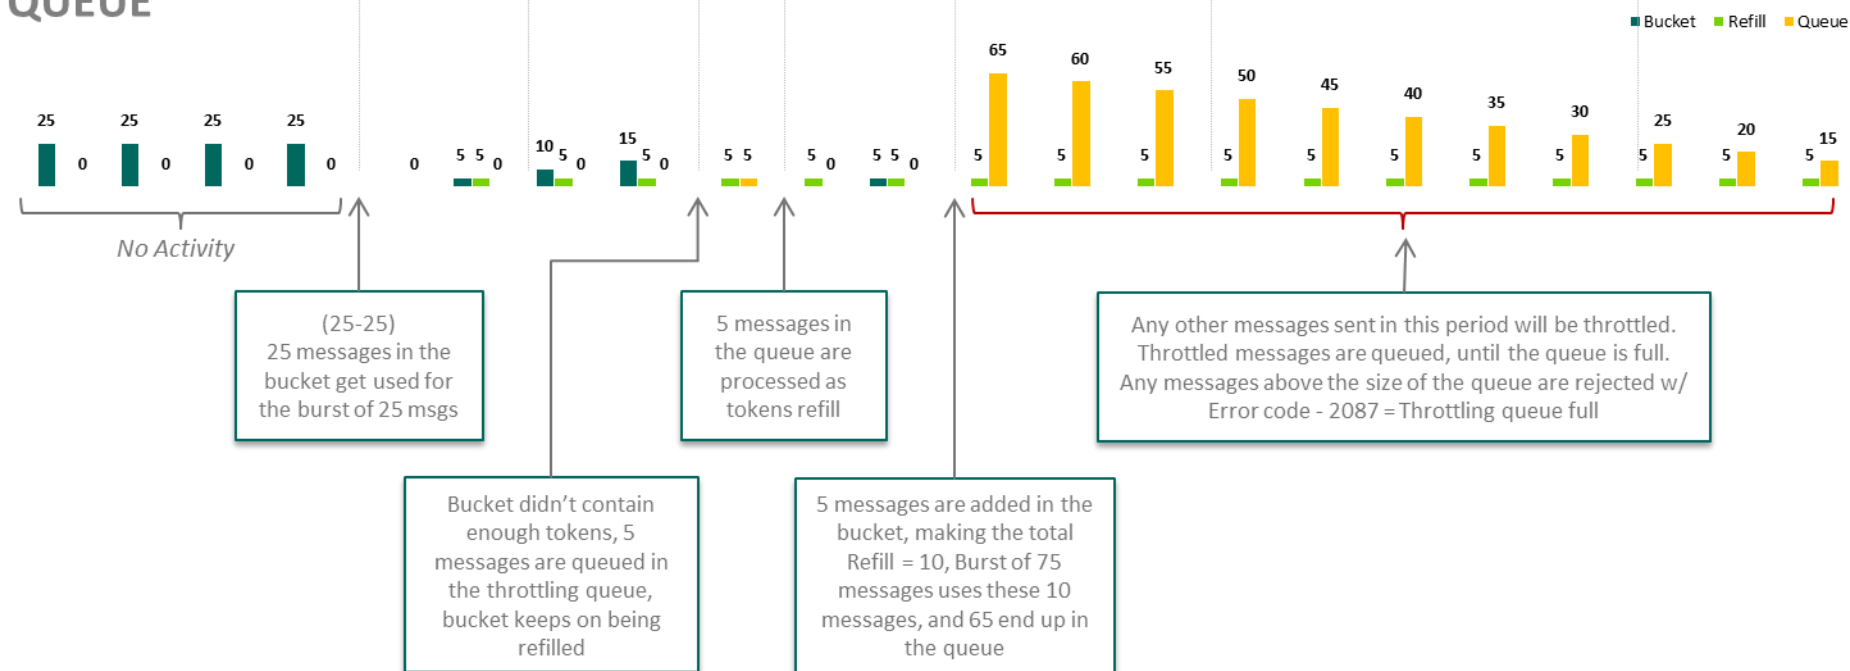 QUEUE
Bucket Refill Queue
65
60
55
50
45
40
35
30
25
20
15
25 0 25 0 25 0 25 0
0
5 5 0
10 5 0
15 5 0
5 5
5 0
5 5 0
5 5 5 5 5 5 5 5 5 5 5
No Activity
(25-25)
25 messages in the
bucket get used for
the burst of 25 msgs
5 messages in
the queue are
processed as
tokens refill
Any other messages sent in this period will be throttled.
Throttled messages are queued, until the queue is full.
Any messages above the size of the queue are rejected w/
Error code - 2087 = Throttling queue full
Bucket didn’t contain
enough tokens, 5
messages are queued in
the throttling queue,
bucket keeps on being
refilled
5 messages are added in the
bucket, making the total
Refill = 10, Burst of 75
messages uses these 10
messages, and 65 end up in
the queue